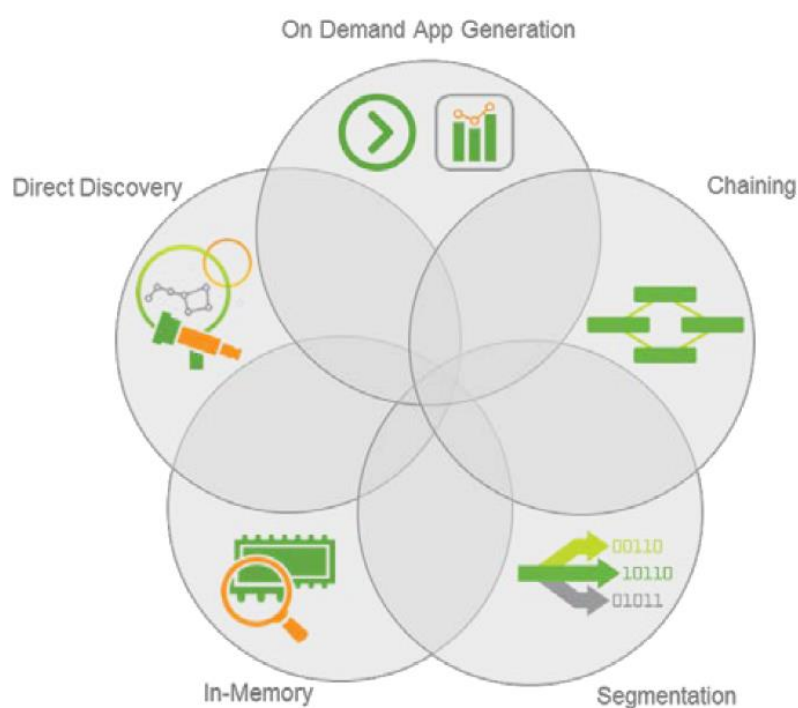 On Demand App Generation
Direct Discovery
Chaining
00110
10110
01011
In-Memory
Segmentation